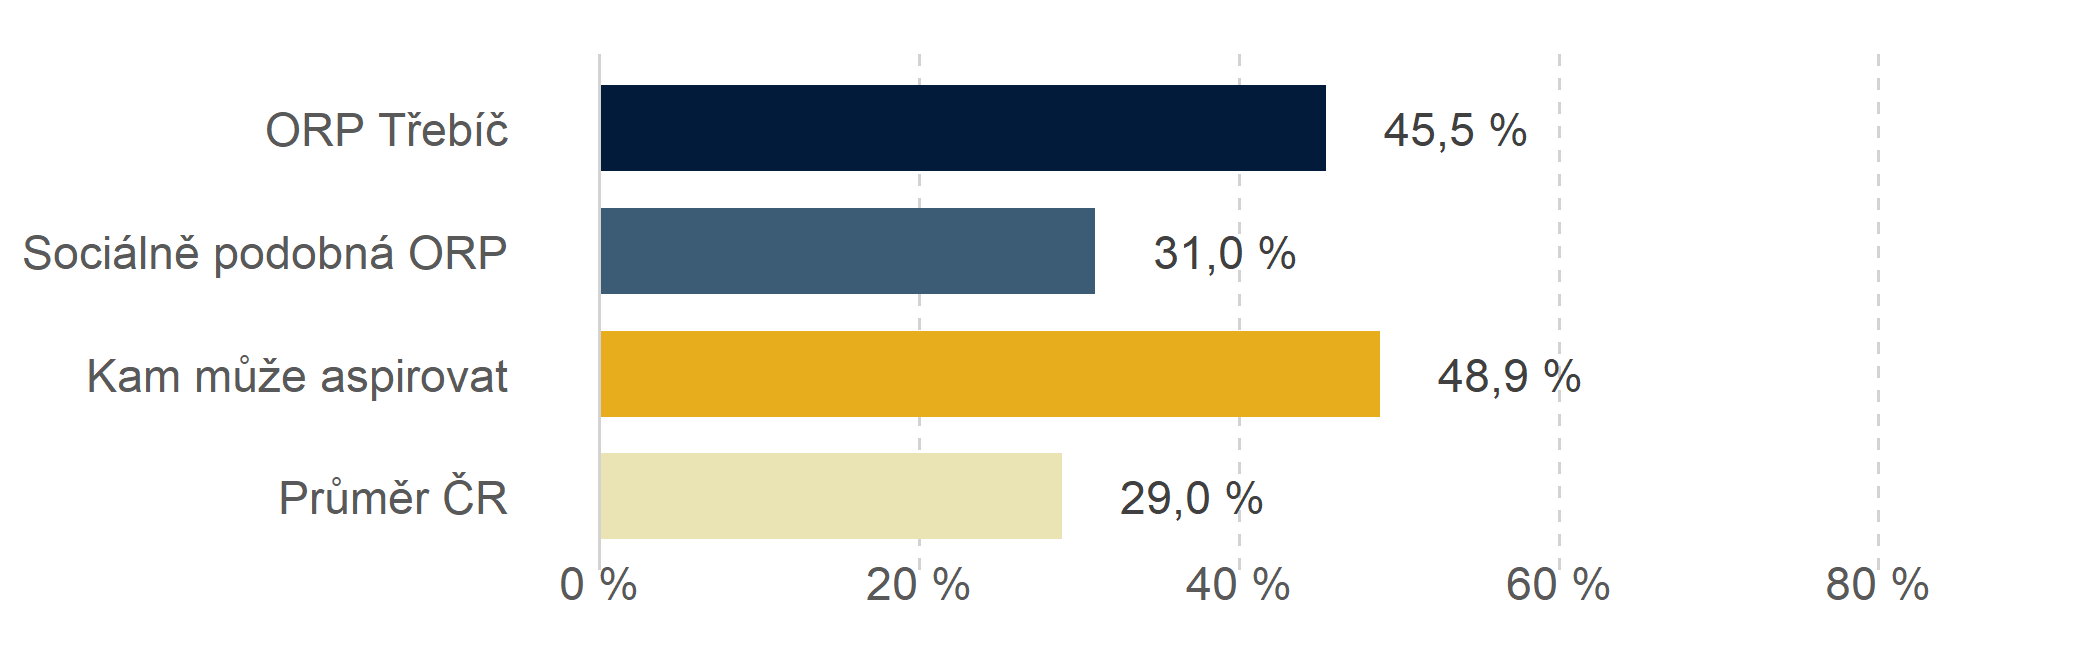 ORP Třebíč
45,5 %
Sociálně podobná ORP
31,0 %
Kam může aspirovat
48,9 %
Průměr ČR
29,0 %
0 % 20 % 40 % 60 % 80 %